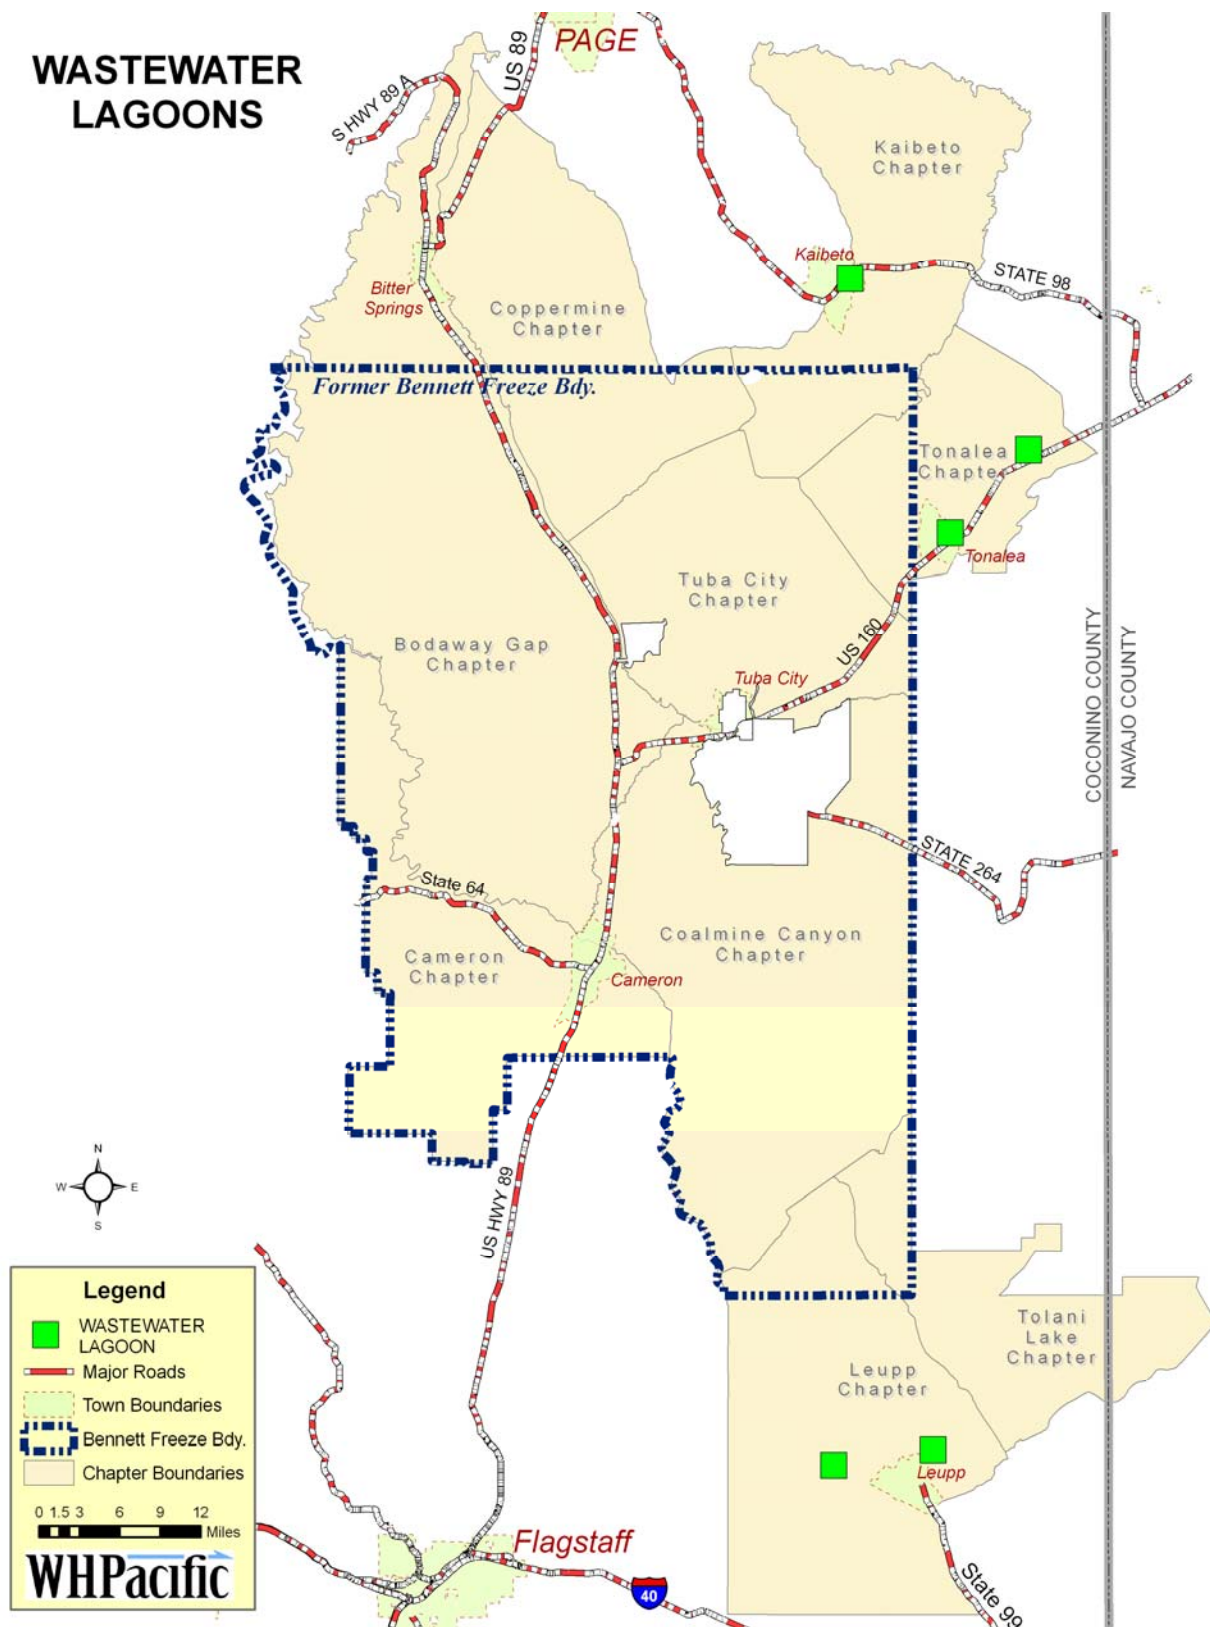 WASTEWATER
LAGOONS
PAGE
US 89
S HWY 89 A
Kaibeto
Chapter
Kaibeto
STATE 98
Bitter
Springs
Coppermine
Chapter
Former Bennett Freeze Bdy.
Tonalea
Chapte
Tonalea
Tuba City
Chapter
US 160
Bodaway Gap
Chapter
Tuba City
COCONINO COUNTY
NAVAJO COUNTY
STATE 264
State 64
Coalmine Canyon
Chapter
Cameron
Chapter
Cameron
N
W
E
S
US HWY 89
Tolani
Lake
Chapter
Leupp
Chapter
Leupp
State 99
Flagstaff
40
Legend
WASTEWATER
LAGOON
Major Roads
Town Boundaries
Bennett Freeze Bdy.
Chapter Boundaries
0 1.5 3 6 9 12
Miles
WHPacific